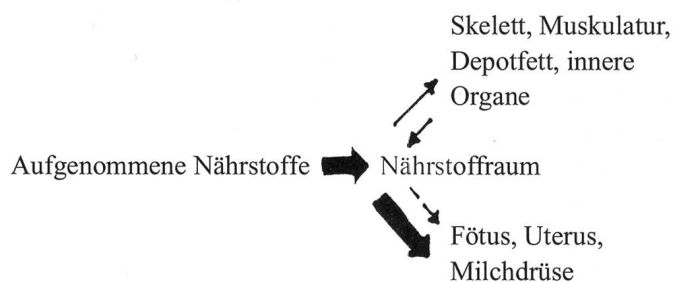 Skelett, Muskulatur,
Depotfett, innere
Organe
Aufgenommene Nährstoffe Nährstoffraum
Fötus, Uterus,
Milchdrüse